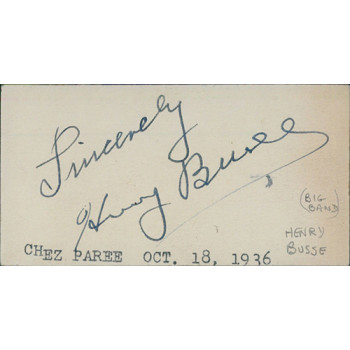 Sincerely
Henry Busse
(BIG
BAND)
HENRY
BUSSE
CHEZ PAREE OCT. 18, 1936